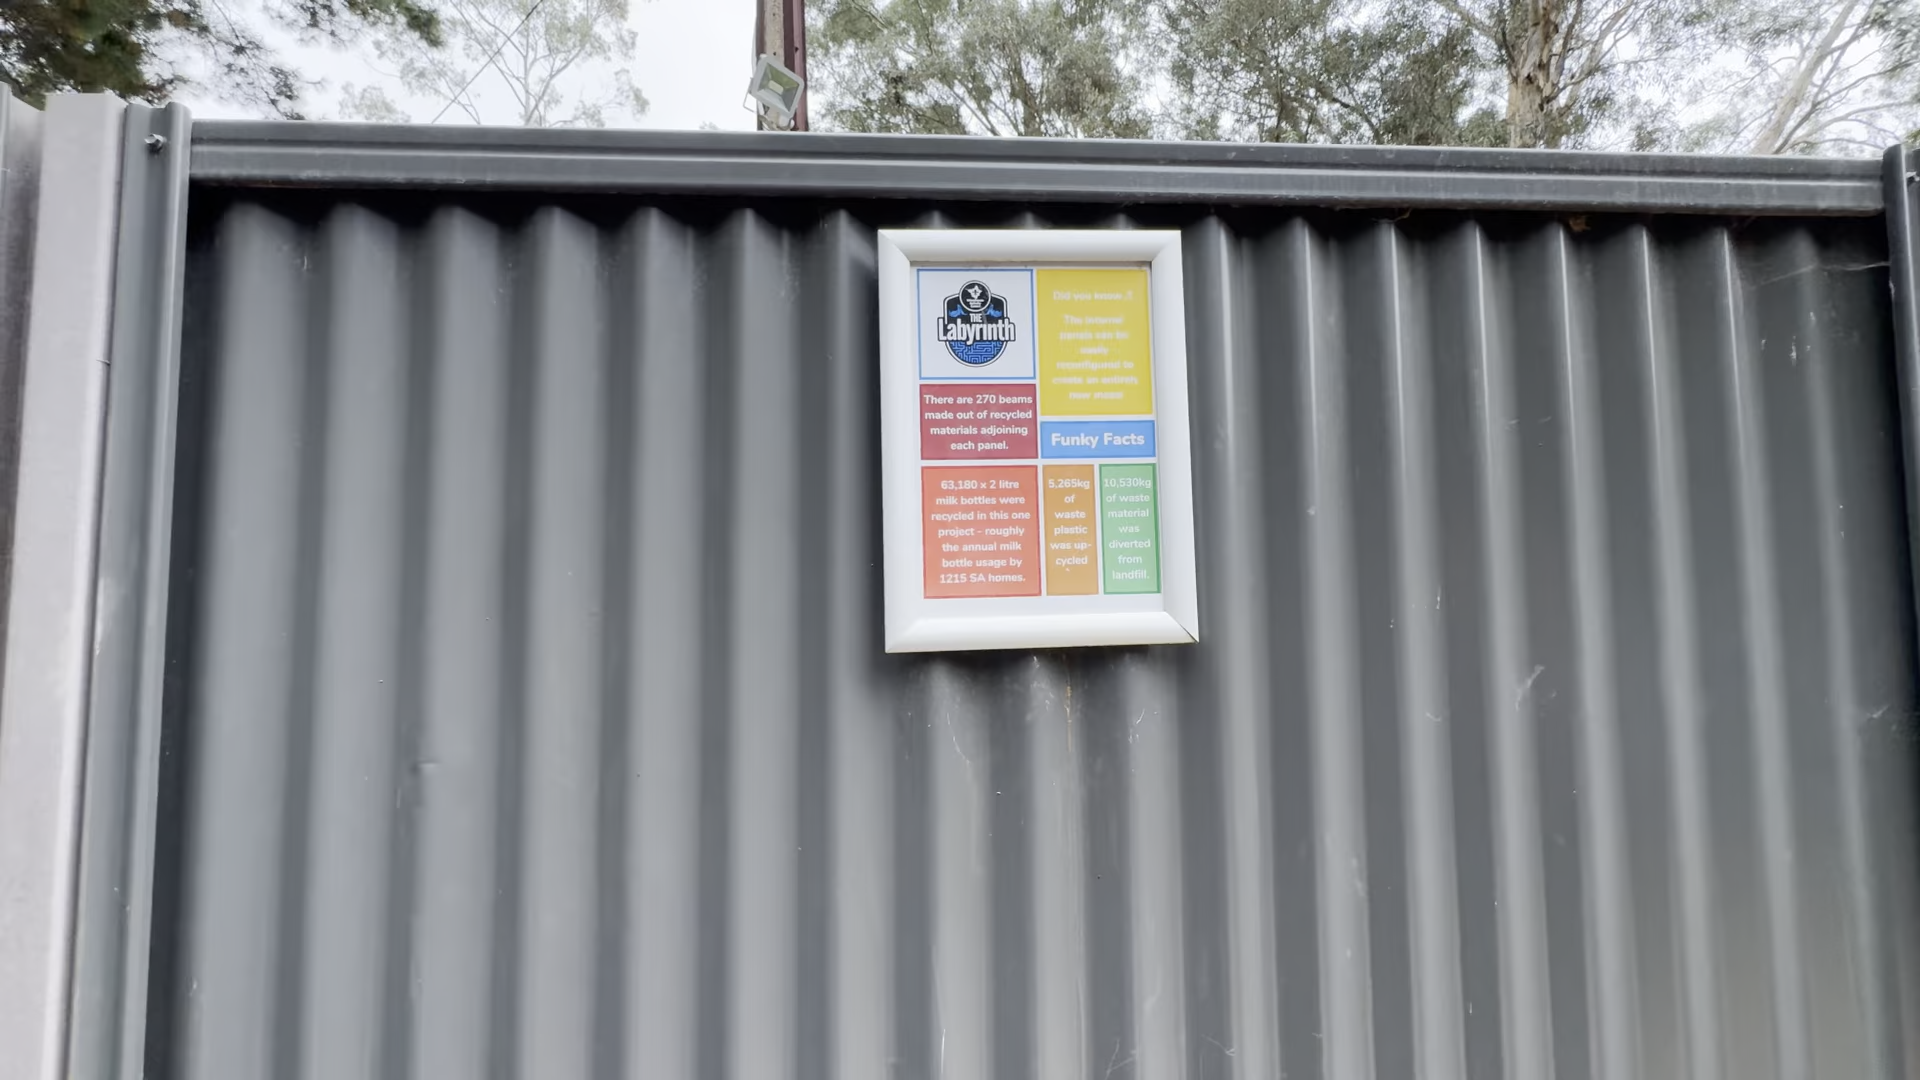 THE
Labyrinth
Did you know..?
The internal
panels can be
easily
reconfigured to
create an entirely
new maze!
There are 270 beams
made out of recycled
materials adjoining
each panel.
Funky Facts
63,180 x 2 litre
milk bottles were
recycled in this one
project - roughly
the annual milk
bottle usage by
1215 SA homes.
5,265kg
of
waste
plastic
was up-
cycled
.
10,530kg
of waste
material
was
diverted
from
landfill.